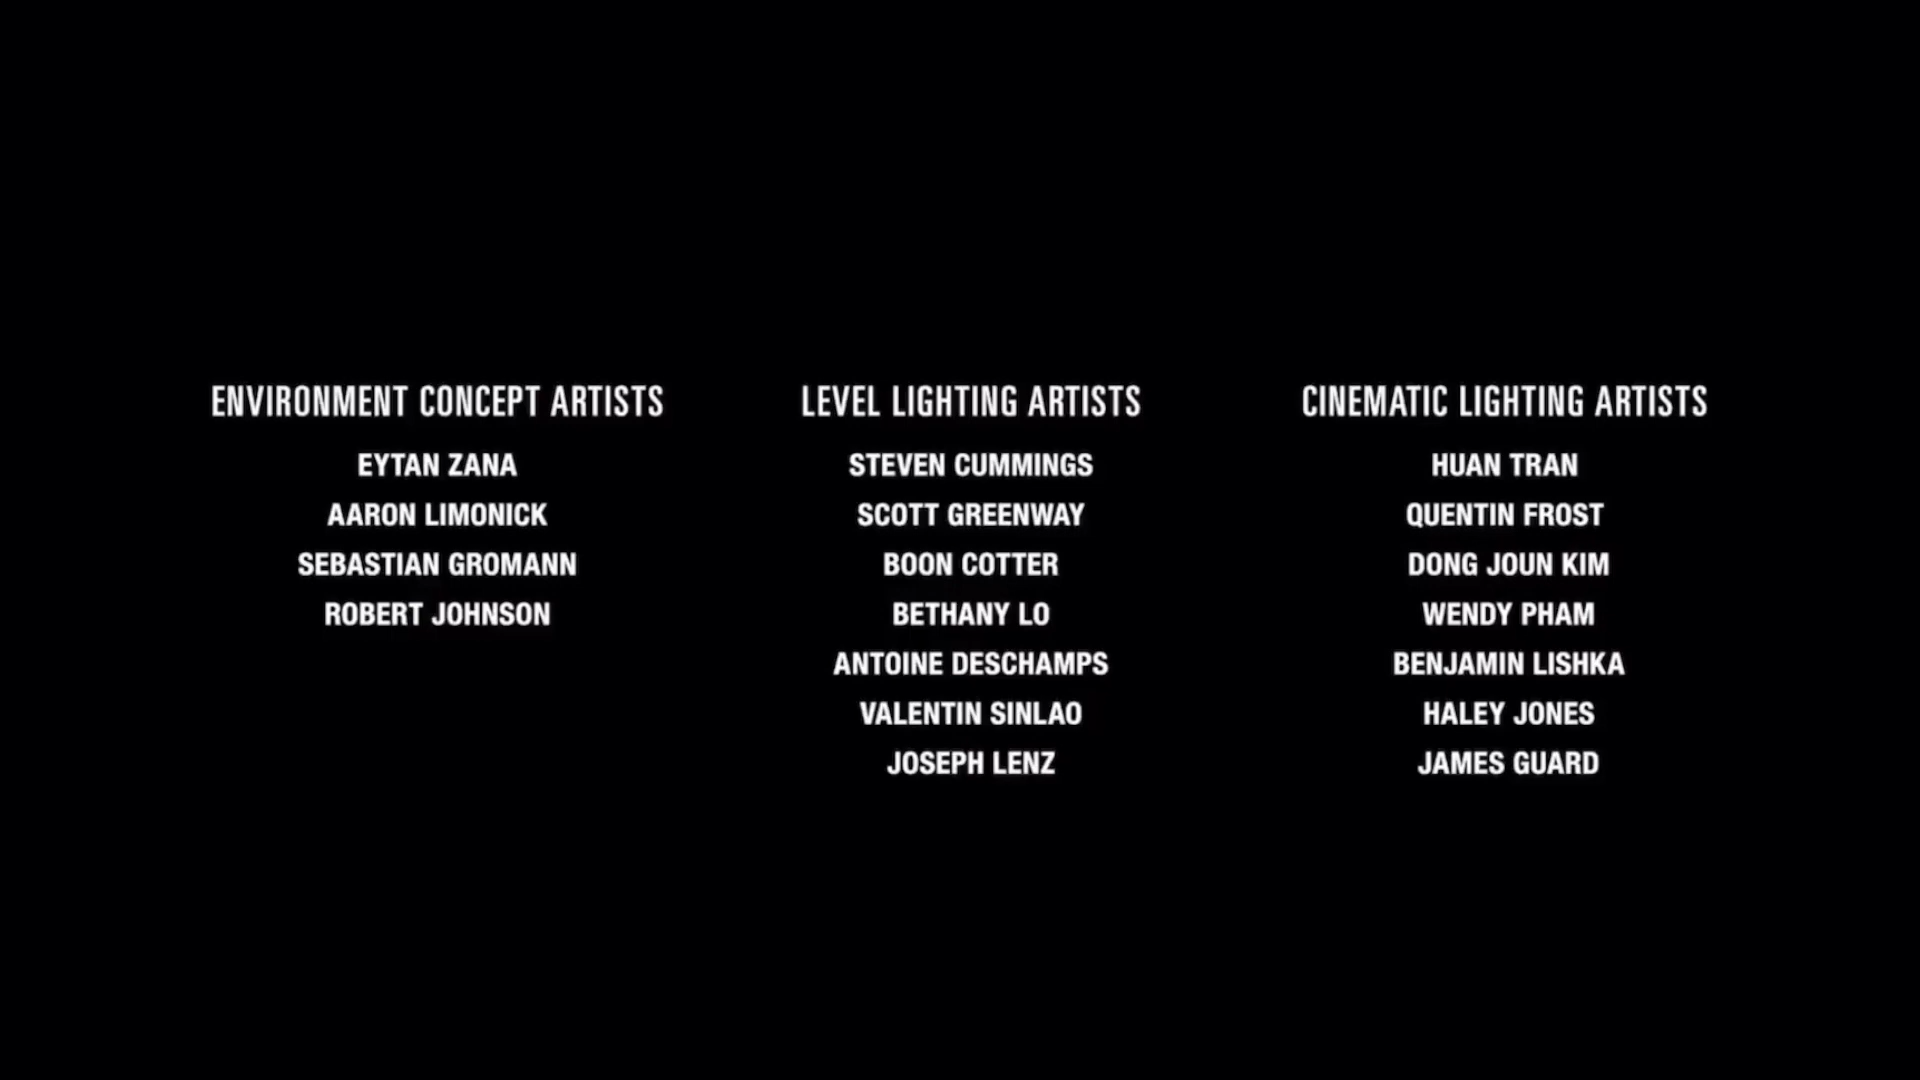 ENVIRONMENT CONCEPT ARTISTS
EYTAN ZANA
AARON LIMONICK
SEBASTIAN GROMANN
ROBERT JOHNSON
LEVEL LIGHTING ARTISTS
STEVEN CUMMINGS
SCOTT GREENWAY
BOON COTTER
BETHANY LO
ANTOINE DESCHAMPS
VALENTIN SINLAO
JOSEPH LENZ
CINEMATIC LIGHTING ARTISTS
HUAN TRAN
QUENTIN FROST
DONG JOUN KIM
WENDY PHAM
BENJAMIN LISHKA
HALEY JONES
JAMES GUARD